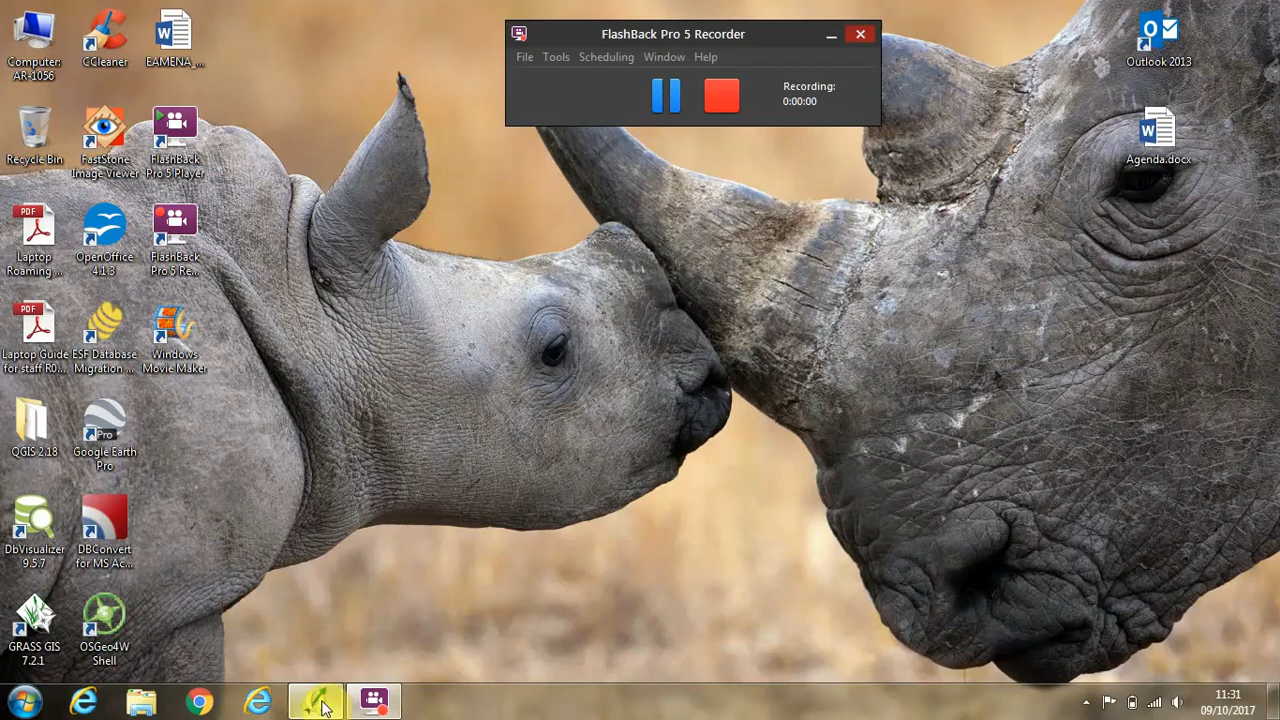 Computer:
AR-1056
CCleaner
EAMENA_...
Recycle Bin
FastStone
Image Viewer
FlashBack
Pro 5 Player
PDF
Laptop
Roaming ...
OpenOffice
4.1.3
FlashBack
Pro 5 Re...
PDF
Laptop Guide
for staff R0...
ESF Database
Migration ...
Windows
Movie Maker
QGIS 2.18
Pro
Google Earth
Pro
DbVisualizer
9.5.7
DBConvert
for MS Ac...
GRASS GIS
7.2.1
OSGeo4W
Shell
FlashBack Pro 5 Recorder
File Tools Scheduling Window Help
Recording:
0:00:00
Outlook 2013
Agenda.docx
11:31
09/10/2017